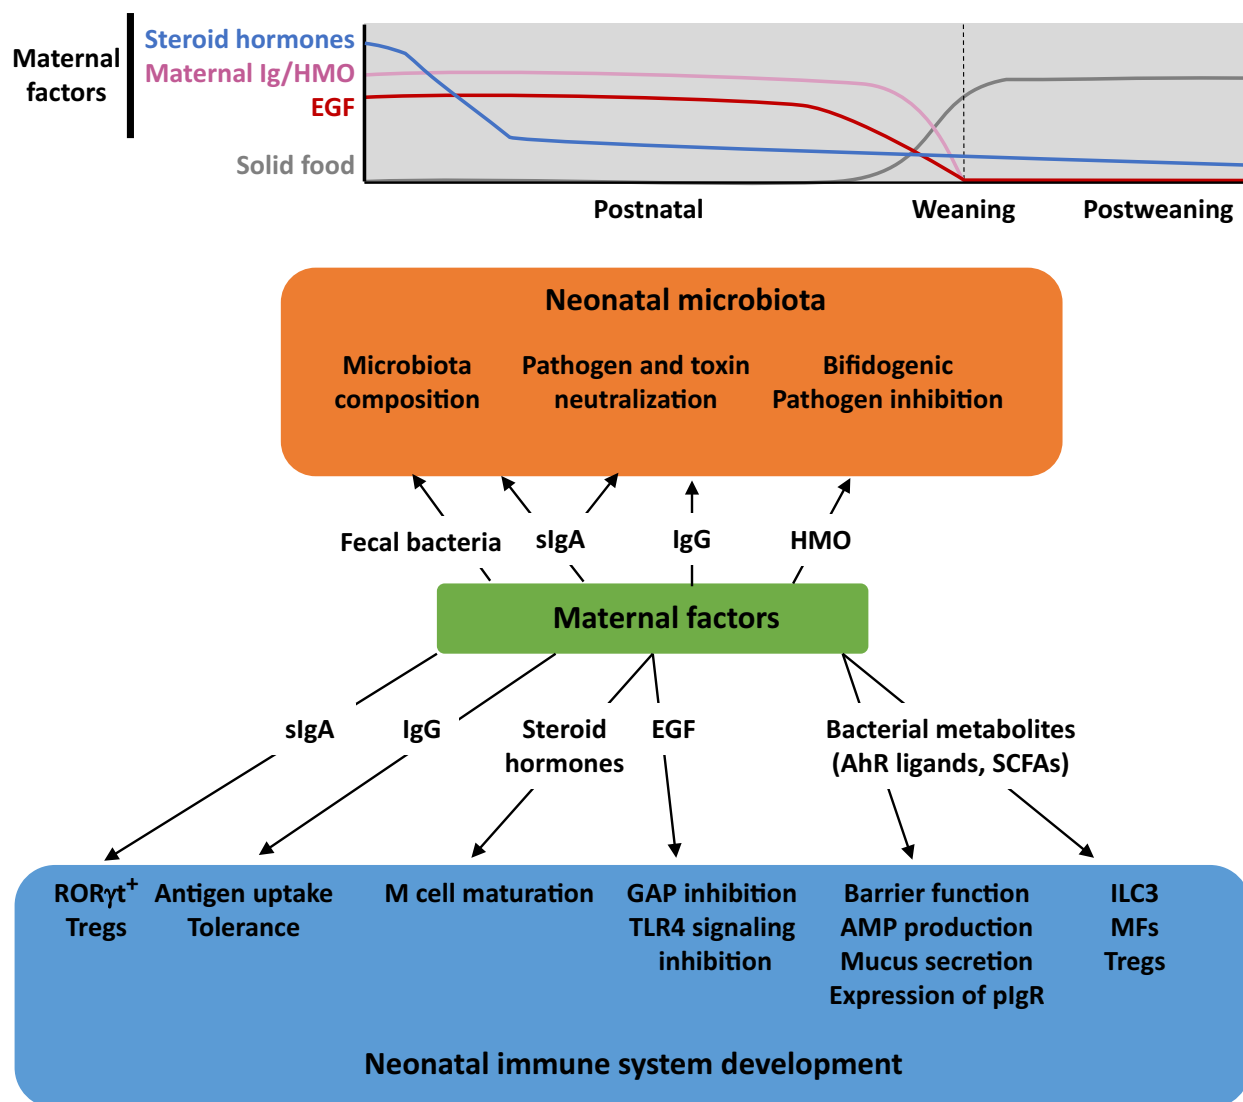 Maternal
factors
Steroid hormones
Maternal Ig/HMO
EGF
Solid food
Postnatal
Weaning
Postweaning
Neonatal microbiota
Microbiota
composition
Pathogen and toxin
neutralization
Bifidogenic
Pathogen inhibition
Fecal bacteria
sIgA
IgG
HMO
Maternal factors
sIgA
IgG
Steroid
hormones
EGF
Bacterial metabolites
(AhR ligands, SCFAs)
RORγt⁺
Tregs
Antigen uptake
Tolerance
M cell maturation
GAP inhibition
TLR4 signaling
inhibition
Barrier function
AMP production
Mucus secretion
Expression of pIgR
ILC3
MFs
Tregs
Neonatal immune system development